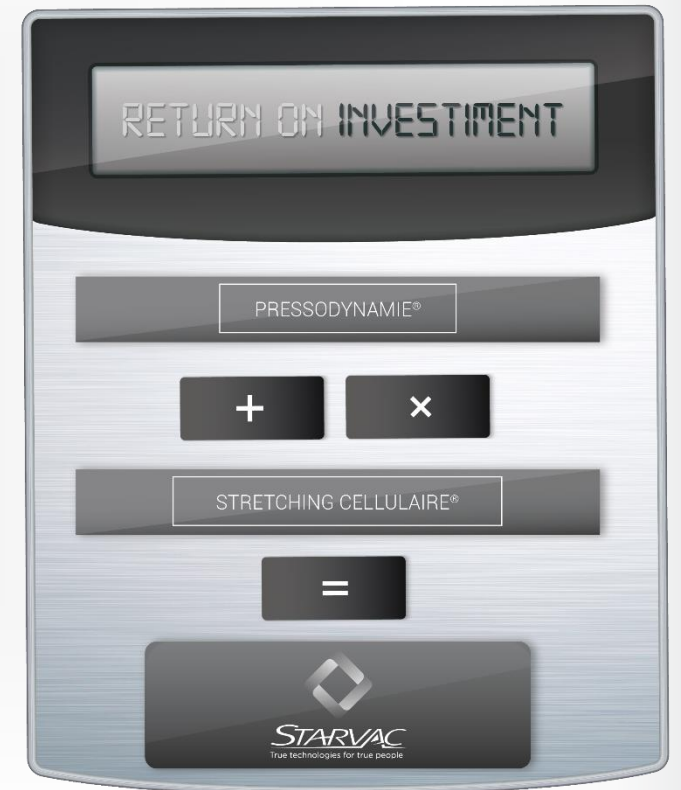 RETURN ON INVESTIMENT
PRESSODYNAMIE®
+ ×
STRETCHING CELLULAIRE®
=
STARVAC
True technologies for true people